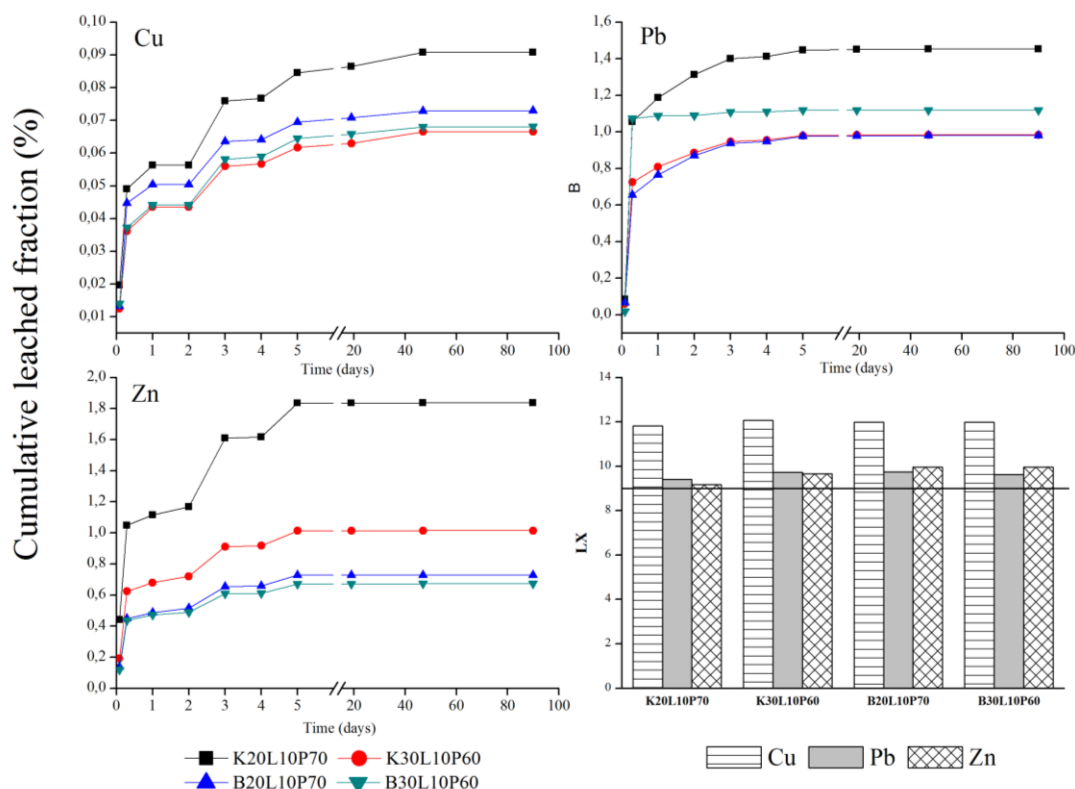 Cumulative leached fraction (%)
Cu
0,10
0,09
0,08
0,07
0,06
0,05
0,04
0,03
0,02
0,01
0 1 2 3 4 5 20 40 60 80 100
Time (days)
Pb
B
1,6
1,4
1,2
1,0
0,8
0,6
0,4
0,2
0,0
0 1 2 3 4 5 20 40 60 80 100
Time (days)
Zn
2,0
1,8
1,6
1,4
1,2
1,0
0,8
0,6
0,4
0,2
0,0
0 1 2 3 4 5 20 40 60 80 100
Time (days)
LX
14
12
10
8
6
4
2
0
K20L10P70 K30L10P60 B20L10P70 B30L10P60
K20L10P70 K30L10P60
B20L10P70 B30L10P60
Cu Pb Zn